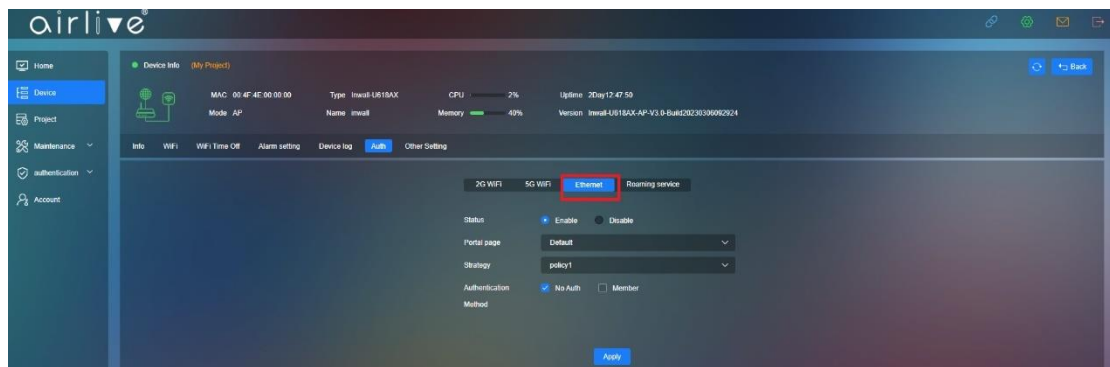 airlive®
Home
Device
Project
Maintenance
authentication
Account
Device Info (My Project)
Back
MAC 00:4F:4E:00:00:00 Type Inwall-U618AX CPU 2% Uptime 2Day12:47:50
Mode AP Name inwall Memory 40% Version Inwall-U618AX-AP-V3.0-Build20230306092924
Info WiFi WiFi Time Off Alarm setting Device log Auth Other Setting
2G WiFi 5G WiFi Ethernet Roaming service
Status Enable Disable
Portal page Default
Strategy policy1
Authentication Method No Auth Member
Apply